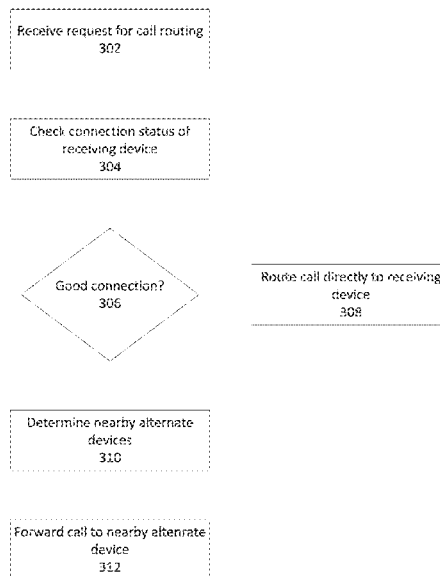 Receive request for call routing
302
Check connection status of
receiving device
304
Good connection?
306
Route call directly to receiving
device
308
Determine nearby alternate
devices
310
Forward call to nearby altenrate
device
312